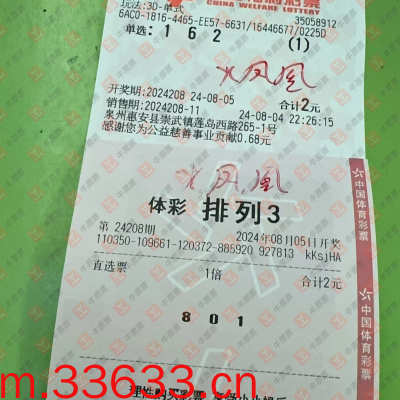 CHINA WELFARE LOTTERY
玩法:3D-单式
35058912
6AC0-1816-4465-EE57-6631/16446677/0225D
单选: 1 6 2 (1)
火凤凰
开奖期:2024208 24-08-05 合计2元
销售期:2024208-11 24-08-04 22:26:15
泉州惠安县崇武镇莲岛西路265-1号
感谢您为公益慈善事业贡献0.68元
火凤凰
体彩 排列3
第 24208期 2024年08月05日开奖
110350-109661-120372-885920 927813 kKsjHA
直选票 1倍 合计2元
8 0 1
中国体育彩票
中国体育彩票
m.33633.cn